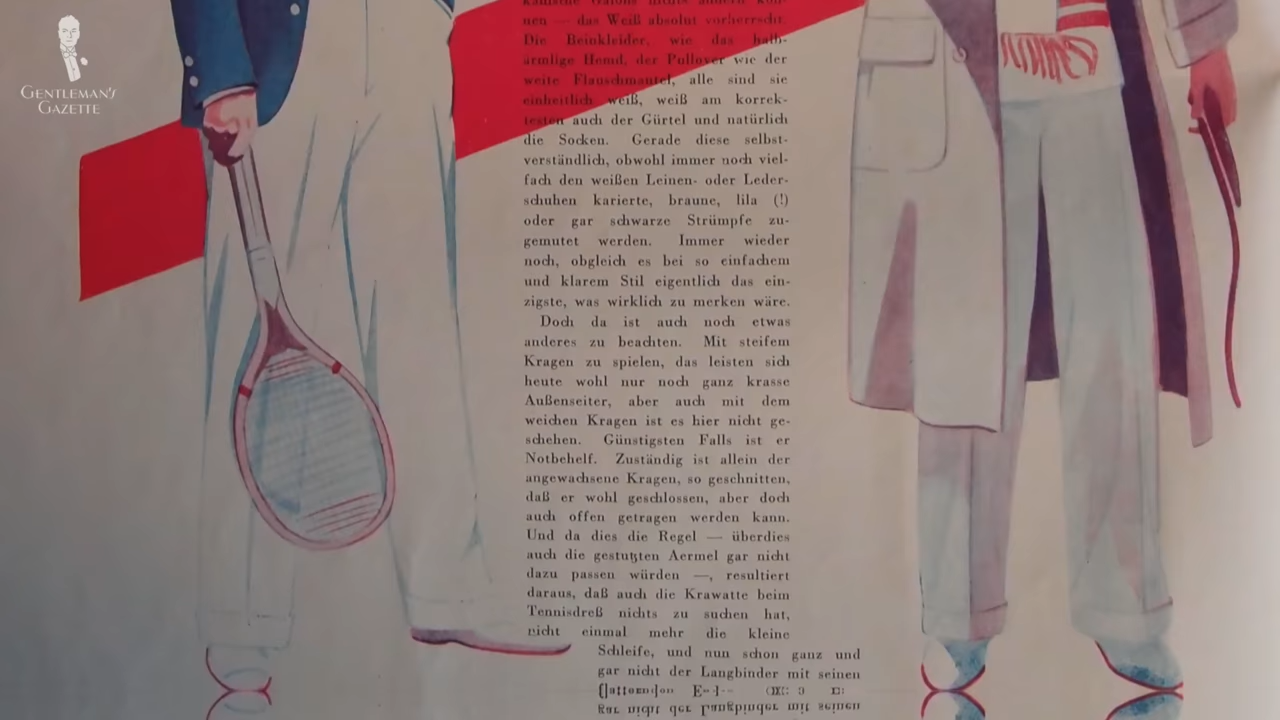 GENTLEMAN'S
GAZETTE
nen — das Weiß absolut vorherrscht.
Die Beinkleider, wie das halb-
ärmlige Hemd, der Pullover wie der
weite Flauschmantel, alle sind sie
einheitlich weiß, weiß am korrek-
testen auch der Gürtel und natürlich
die Socken. Gerade diese selbst-
verständlich, obwohl immer noch viel-
fach den weißen Leinen- oder Leder-
schuhen karierte, braune, lila (!)
oder gar schwarze Strümpfe zu-
gemutet werden. Immer wieder
noch, obgleich es bei so einfachem
und klarem Stil eigentlich das ein-
zigste, was wirklich zu merken wäre.
Doch da ist auch noch etwas
anderes zu beachten. Mit steifem
Kragen zu spielen, das leisten sich
heute wohl nur noch ganz krasse
Außenseiter, aber auch mit dem
weichen Kragen ist es hier nicht ge-
schehen. Günstigsten Falls ist er
Notbehelf. Zuständig ist allein der
angewachsene Kragen, so geschnitten,
daß er wohl geschlossen, aber doch
auch offen getragen werden kann.
Und da dies die Regel — überdies
auch die gestutzten Aermel gar nicht
dazu passen würden —, resultiert
daraus, daß auch die Krawatte beim
Tennisdreß nichts zu suchen hat,
nicht einmal mehr die kleine
Schleife, und nun schon ganz und
gar nicht der Langbinder mit seinen